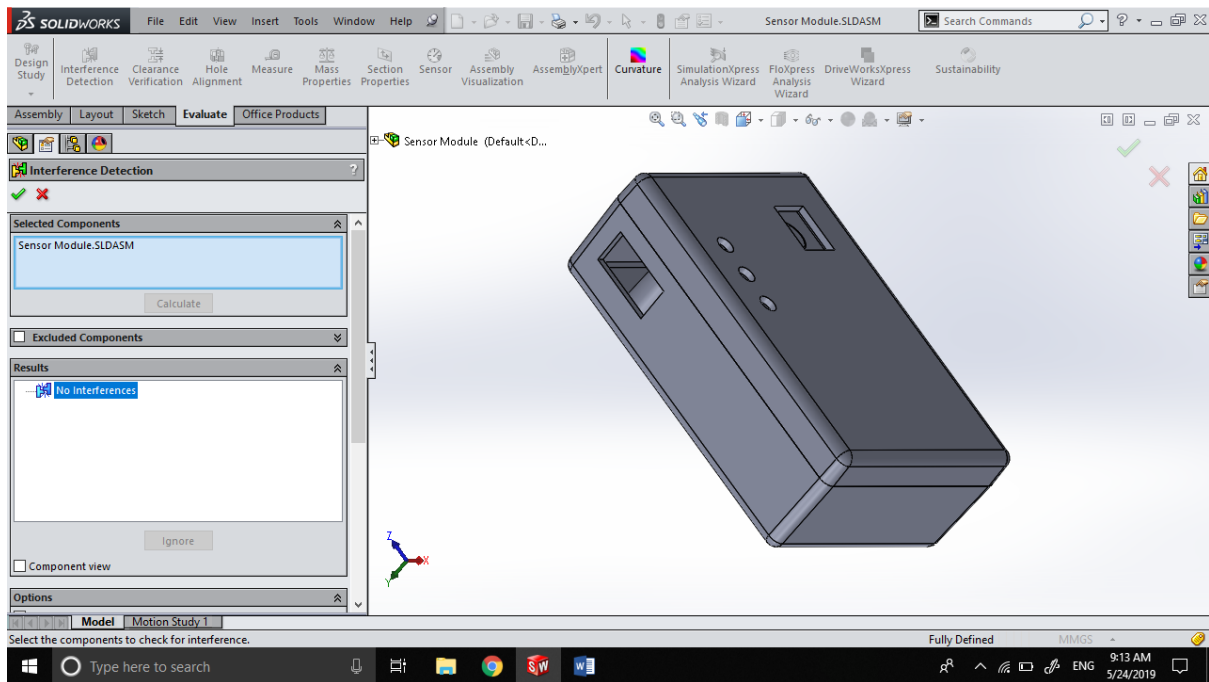 SOLIDWORKS File Edit View Insert Tools Window Help Sensor Module.SLDASM Search Commands
Design Study
Interference Detection
Clearance Verification
Hole Alignment
Measure
Mass Properties
Section Properties
Sensor
Assembly Visualization
AssemblyXpert
Curvature
SimulationXpress Analysis Wizard
FloXpress Analysis Wizard
DriveWorksXpress Wizard
Sustainability
Assembly Layout Sketch Evaluate Office Products
Sensor Module (Default<D...
Interference Detection ?
Selected Components
Sensor Module.SLDASM
Calculate
Excluded Components
Results
No Interferences
Ignore
Component view
Options
Z
X
Y
Model Motion Study 1
Select the components to check for interference. Fully Defined MMGS
Type here to search ENG 9:13 AM
5/24/2019